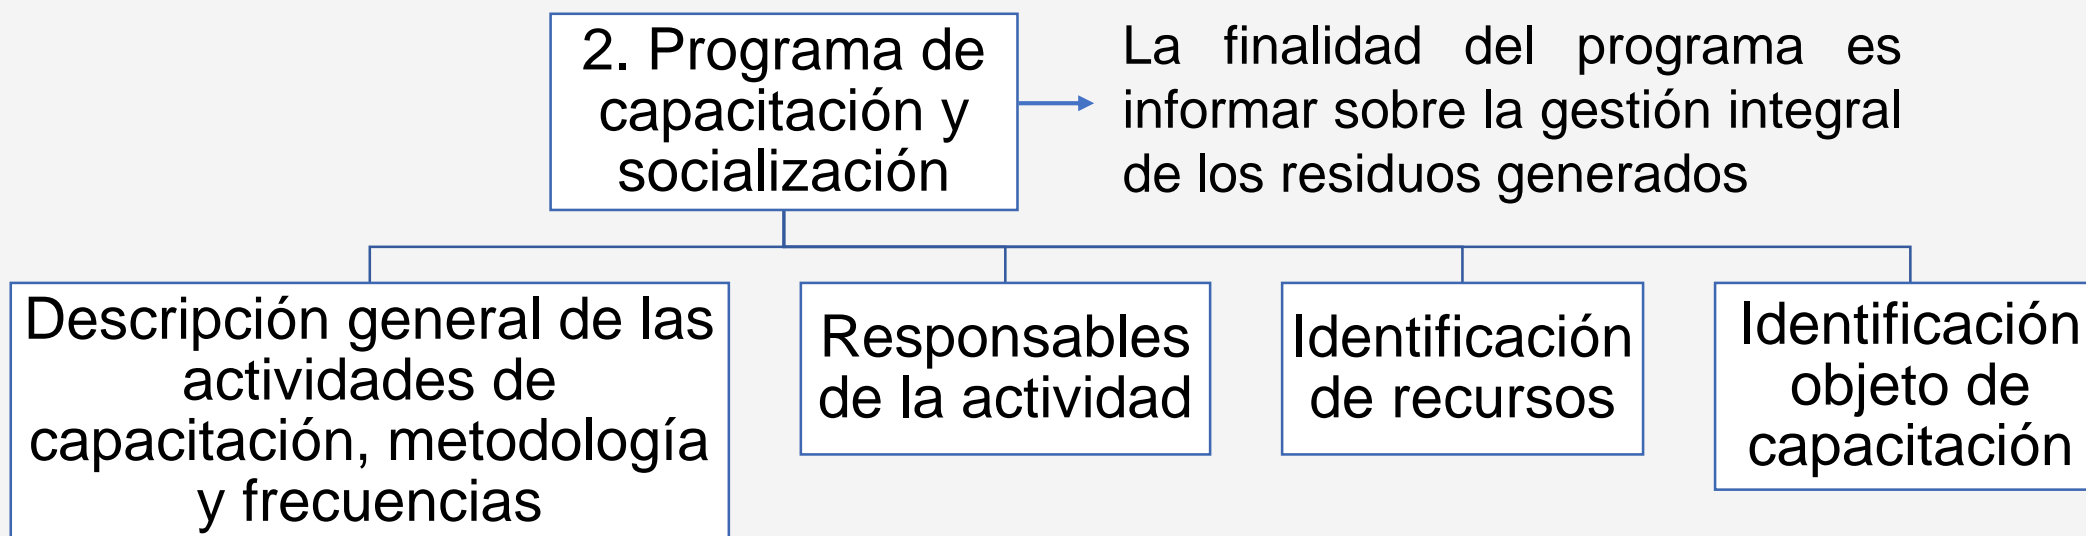 2. Programa de
capacitación y
socialización
La finalidad del programa es
informar sobre la gestión integral
de los residuos generados
Descripción general de las
actividades de
capacitación, metodología
y frecuencias
Responsables
de la actividad
Identificación
de recursos
Identificación
objeto de
capacitación